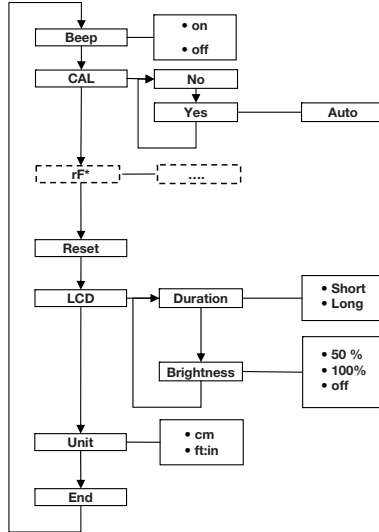 Beep
• on
• off
CAL
No
Yes
Auto
rF*
....
Reset
LCD
Duration
• Short
• Long
Brightness
• 50 %
• 100%
• off
Unit
• cm
• ft:in
End